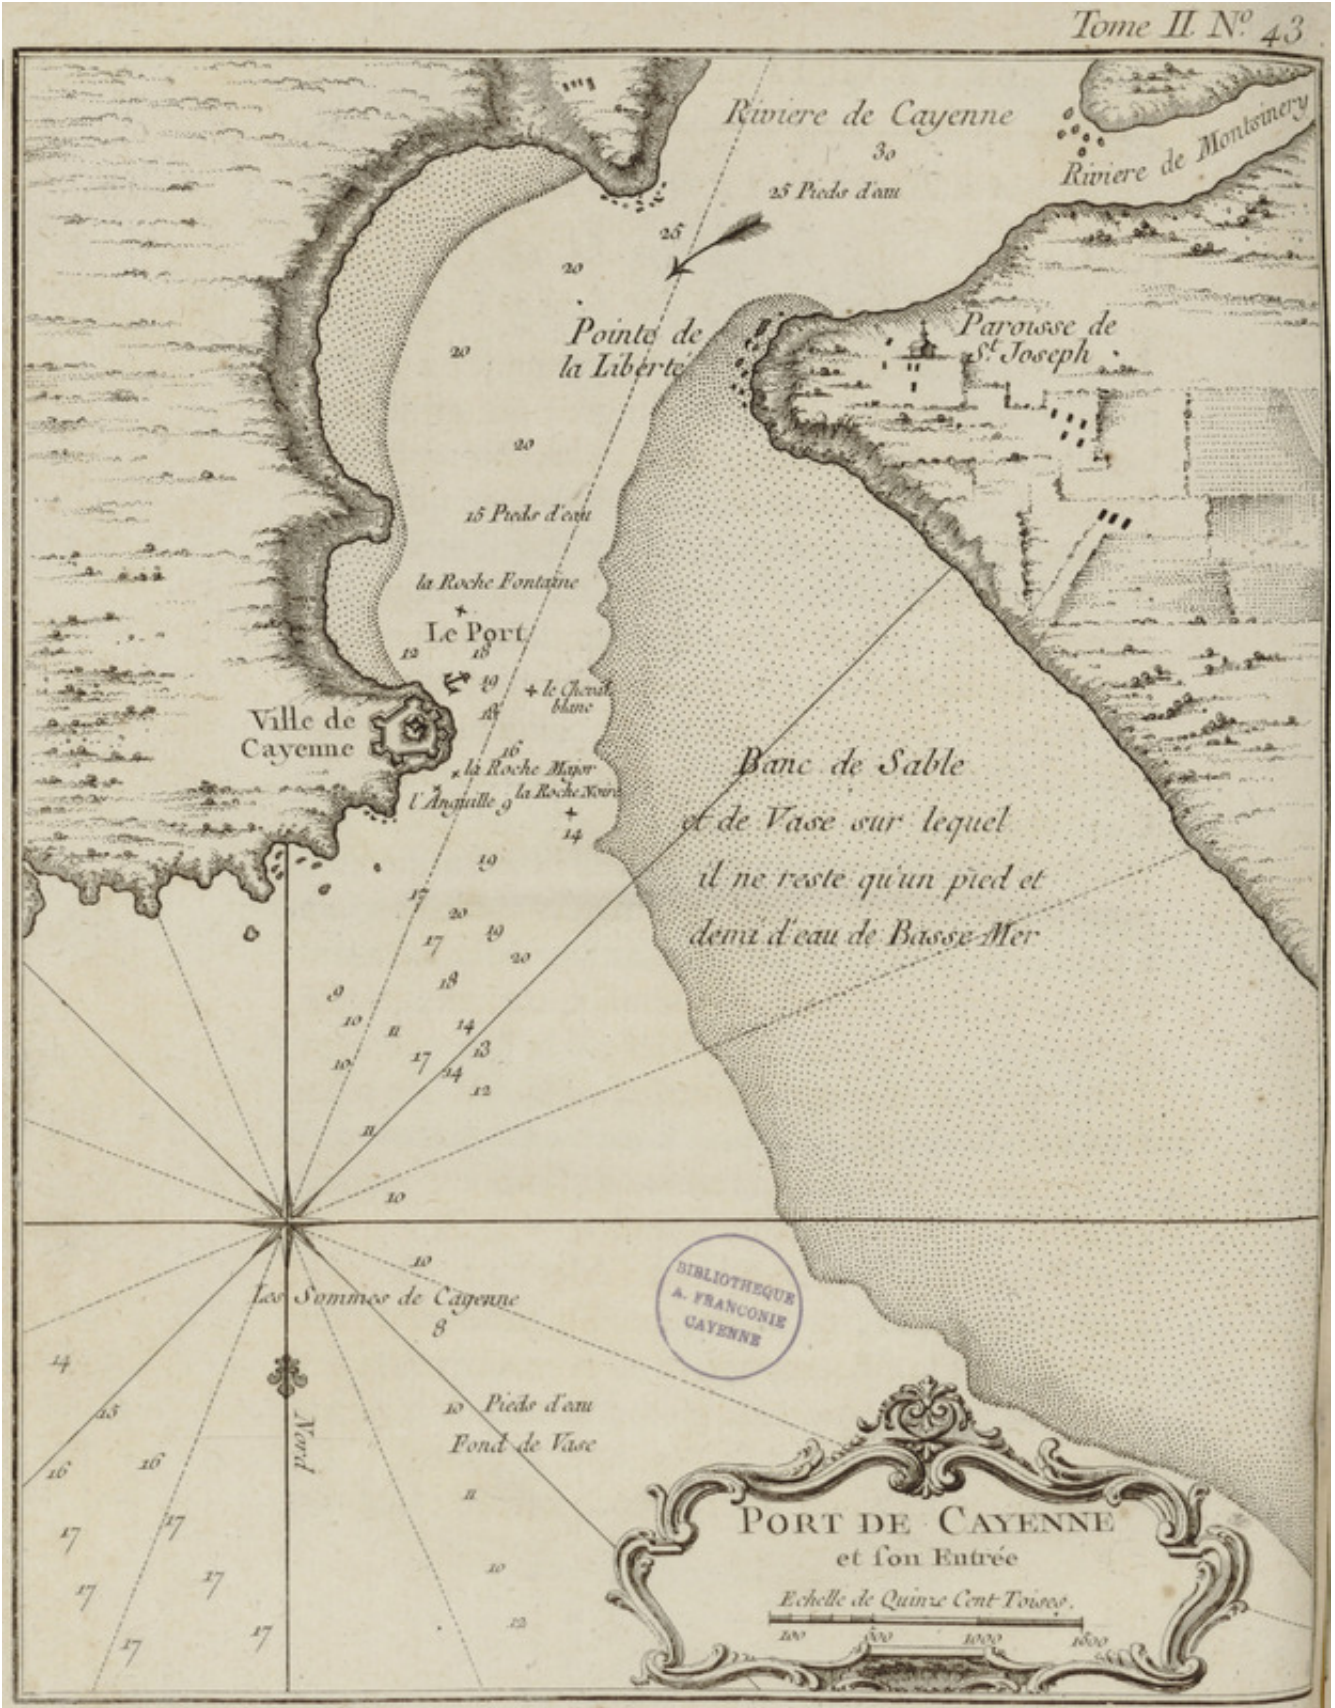 Tome II. N.º 43
Riviere de Cayenne
30
25 Pieds d'eau
Riviere de Montsinery
25
20
Pointe de
la Liberté
Paroisse de
S.t Joseph
20
20
15 Pieds d'eau
la Roche Fontaine
Le Port
12
18
19
18
le Cheval
blanc
Ville de
Cayenne
16
la Roche Major
l'Anguille
9
la Roche Noire
14
19
17
20
17
19
20
18
9
10
11
14
13
10
17
14
12
11
10
Banc de Sable
et de Vase sur lequel
il ne reste qu'un pied et
demi d'eau de Basse Mer
10
Les Sommes de Cayenne
8
BIBLIOTHEQUE
A. FRANCONIE
CAYENNE
14
15
16
16
17
17
17
17
17
17
Nord
10 Pieds d'eau
Fond de Vase
11
10
12
PORT DE CAYENNE
et son Entrée
Echelle de Quinze Cent Toises.
100 500 1000 1500